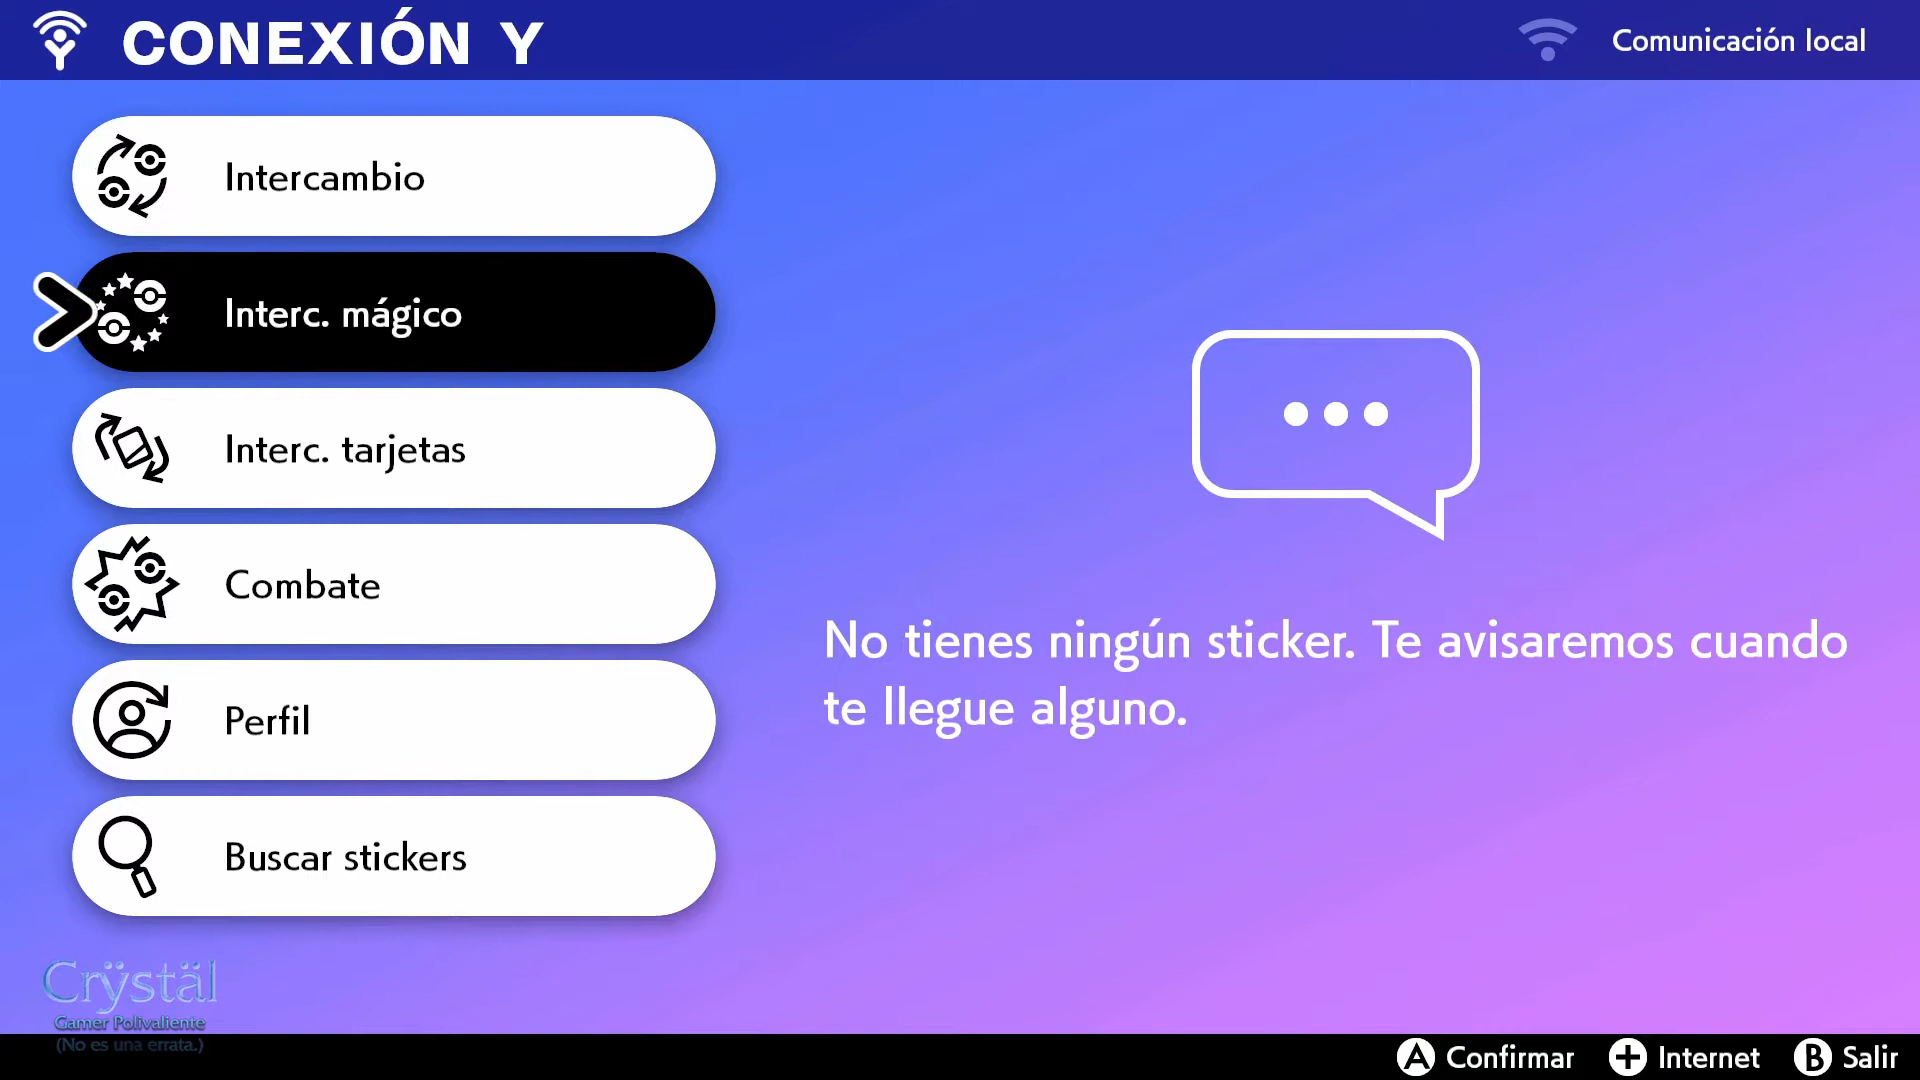 CONEXIÓN Y
Comunicación local
Intercambio
Interc. mágico
Interc. tarjetas
Combate
Perfil
Buscar stickers
No tienes ningún sticker. Te avisaremos cuando
te llegue alguno.
Crÿstäl
Gamer Polivaliente
(No es una errata.)
A Confirmar
+ Internet
B Salir